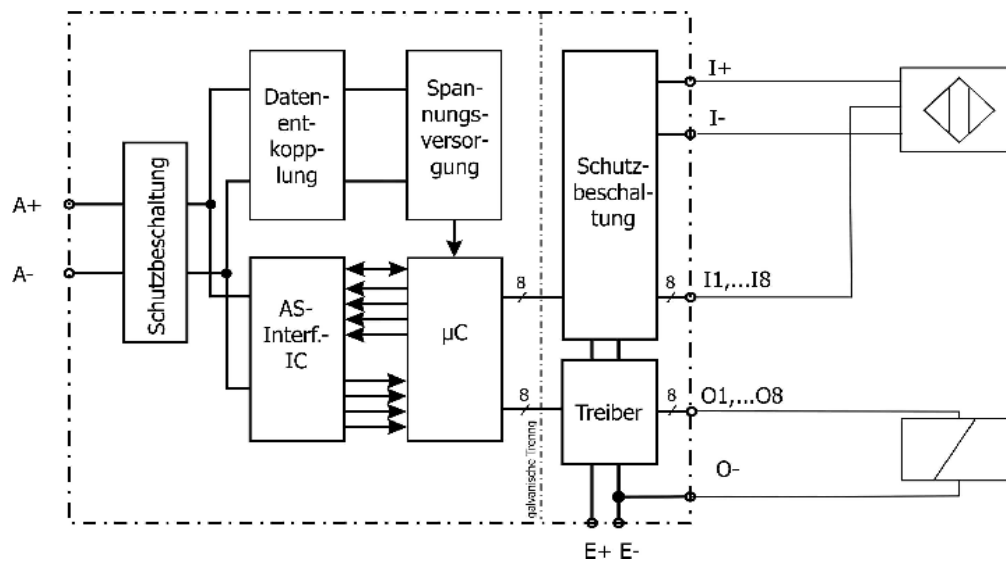 A+
A-
Schutzbeschaltung
Daten-
ent-
kopp-
lung
Span-
nungs-
versor-
gung
AS-
Interf.-
IC
µC
8
8
galvanische
Schutz-
beschal-
tung
Treiber
8
8
I+
I-
I1,...I8
O1,...O8
O-
E+ E-